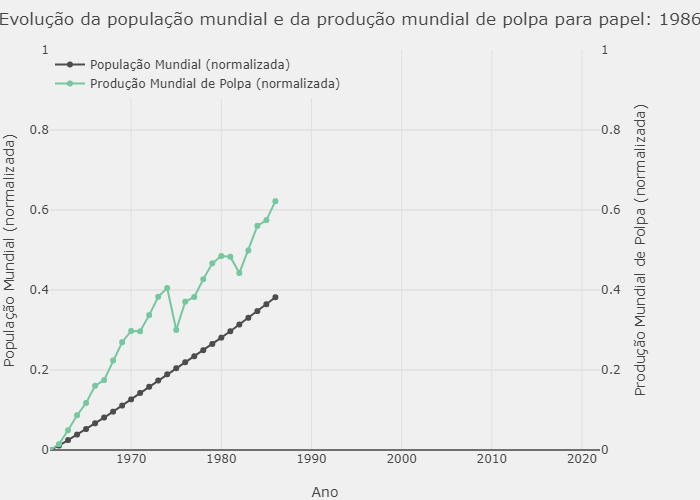 Evolução da população mundial e da produção mundial de polpa para papel: 1986
População Mundial (normalizada)
Produção Mundial de Polpa (normalizada)
1
0.8
0.6
0.4
0.2
0
1
0.8
0.6
0.4
0.2
0
População Mundial (normalizada)
Produção Mundial de Polpa (normalizada)
1970 1980 1990 2000 2010 2020
Ano